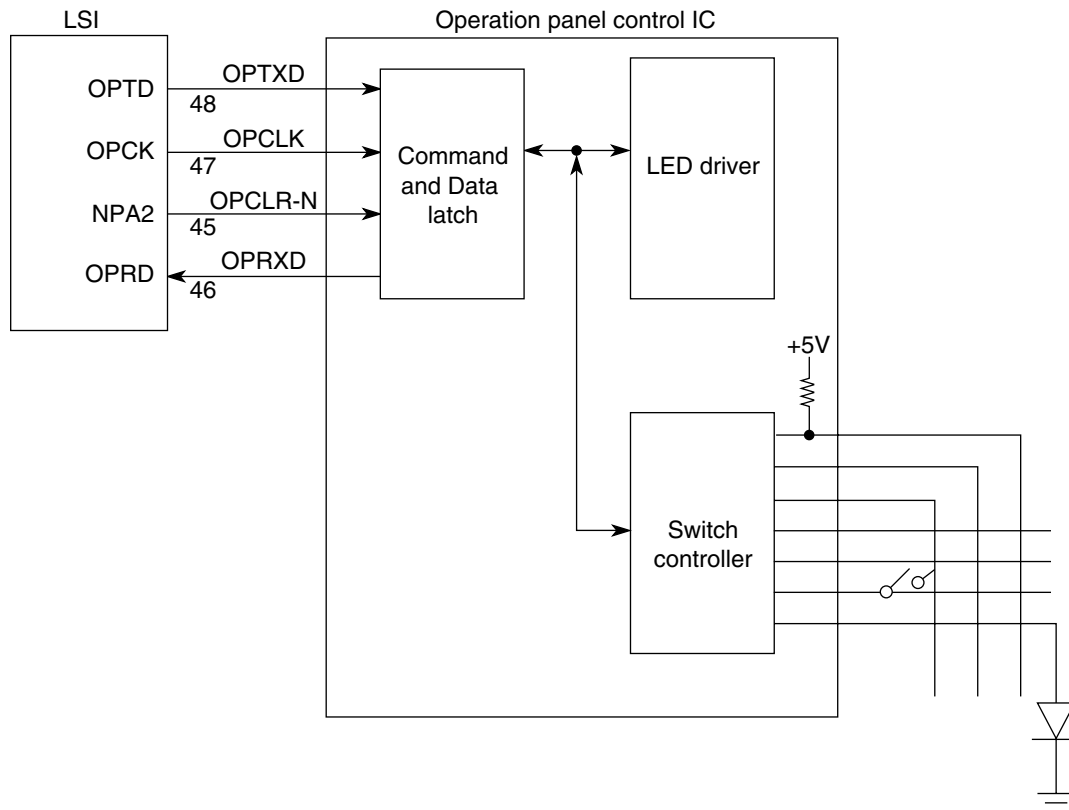 LSI
Operation panel control IC
OPTD
OPTXD
48
OPCK
OPCLK
47
NPA2
OPCLR-N
45
OPRD
OPRXD
46
Command
and Data
latch
LED driver
+5V
Switch
controller